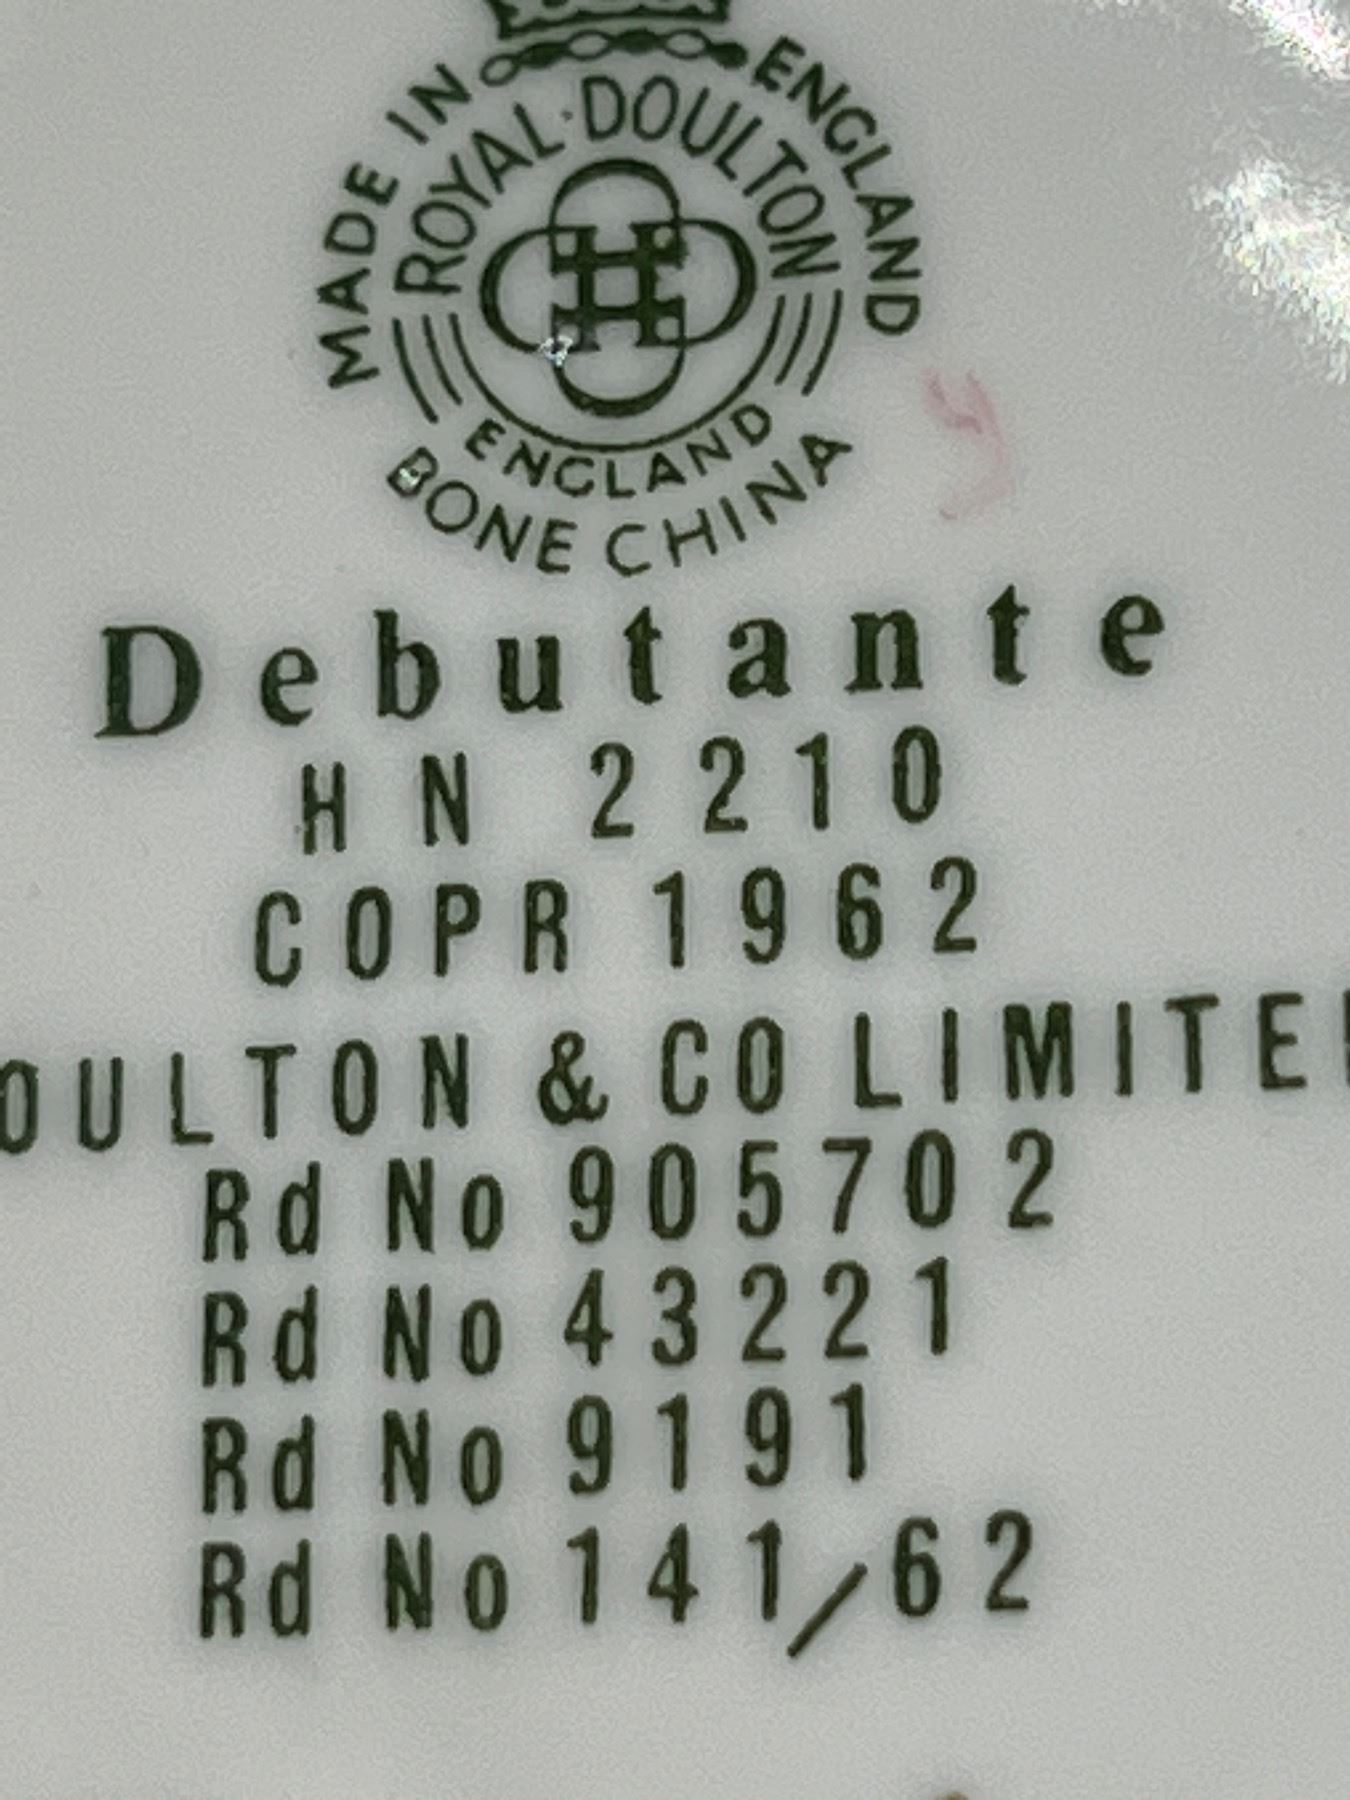 MADE IN ENGLAND
ROYAL·DOULTON
ENGLAND
BONE CHINA
Debutante
HN 2210
COPR 1962
OULTON & CO LIMITE
Rd No 905702
Rd No 43221
Rd No 9191
Rd No 141/62